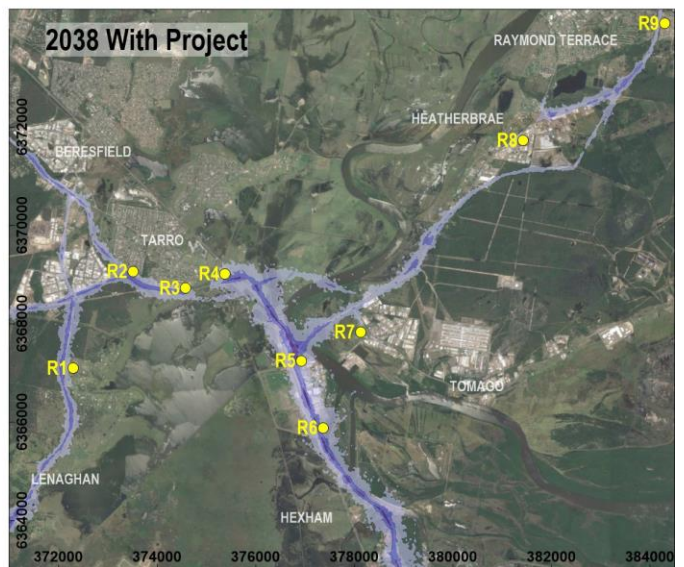 2038 With Project
R9
RAYMOND TERRACE
HEATHERBRAE
R8
BERESFIELD
TARRO
R2
R4
R3
R7
R5
R1
TOMAGO
R6
LENAGHAN
HEXHAM
6372000
6370000
6368000
6366000
6364000
372000 374000 376000 378000 380000 382000 384000